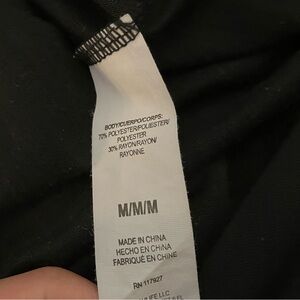 BODY/CUERPO/CORPS:
70% POLYESTER/POLIESTER/
POLYESTER
30% RAYON/RAYON/
RAYONNE
M/M/M
MADE IN CHINA
HECHO EN CHINA
FABRIQUÉ EN CHINE
RN 117927
LLC